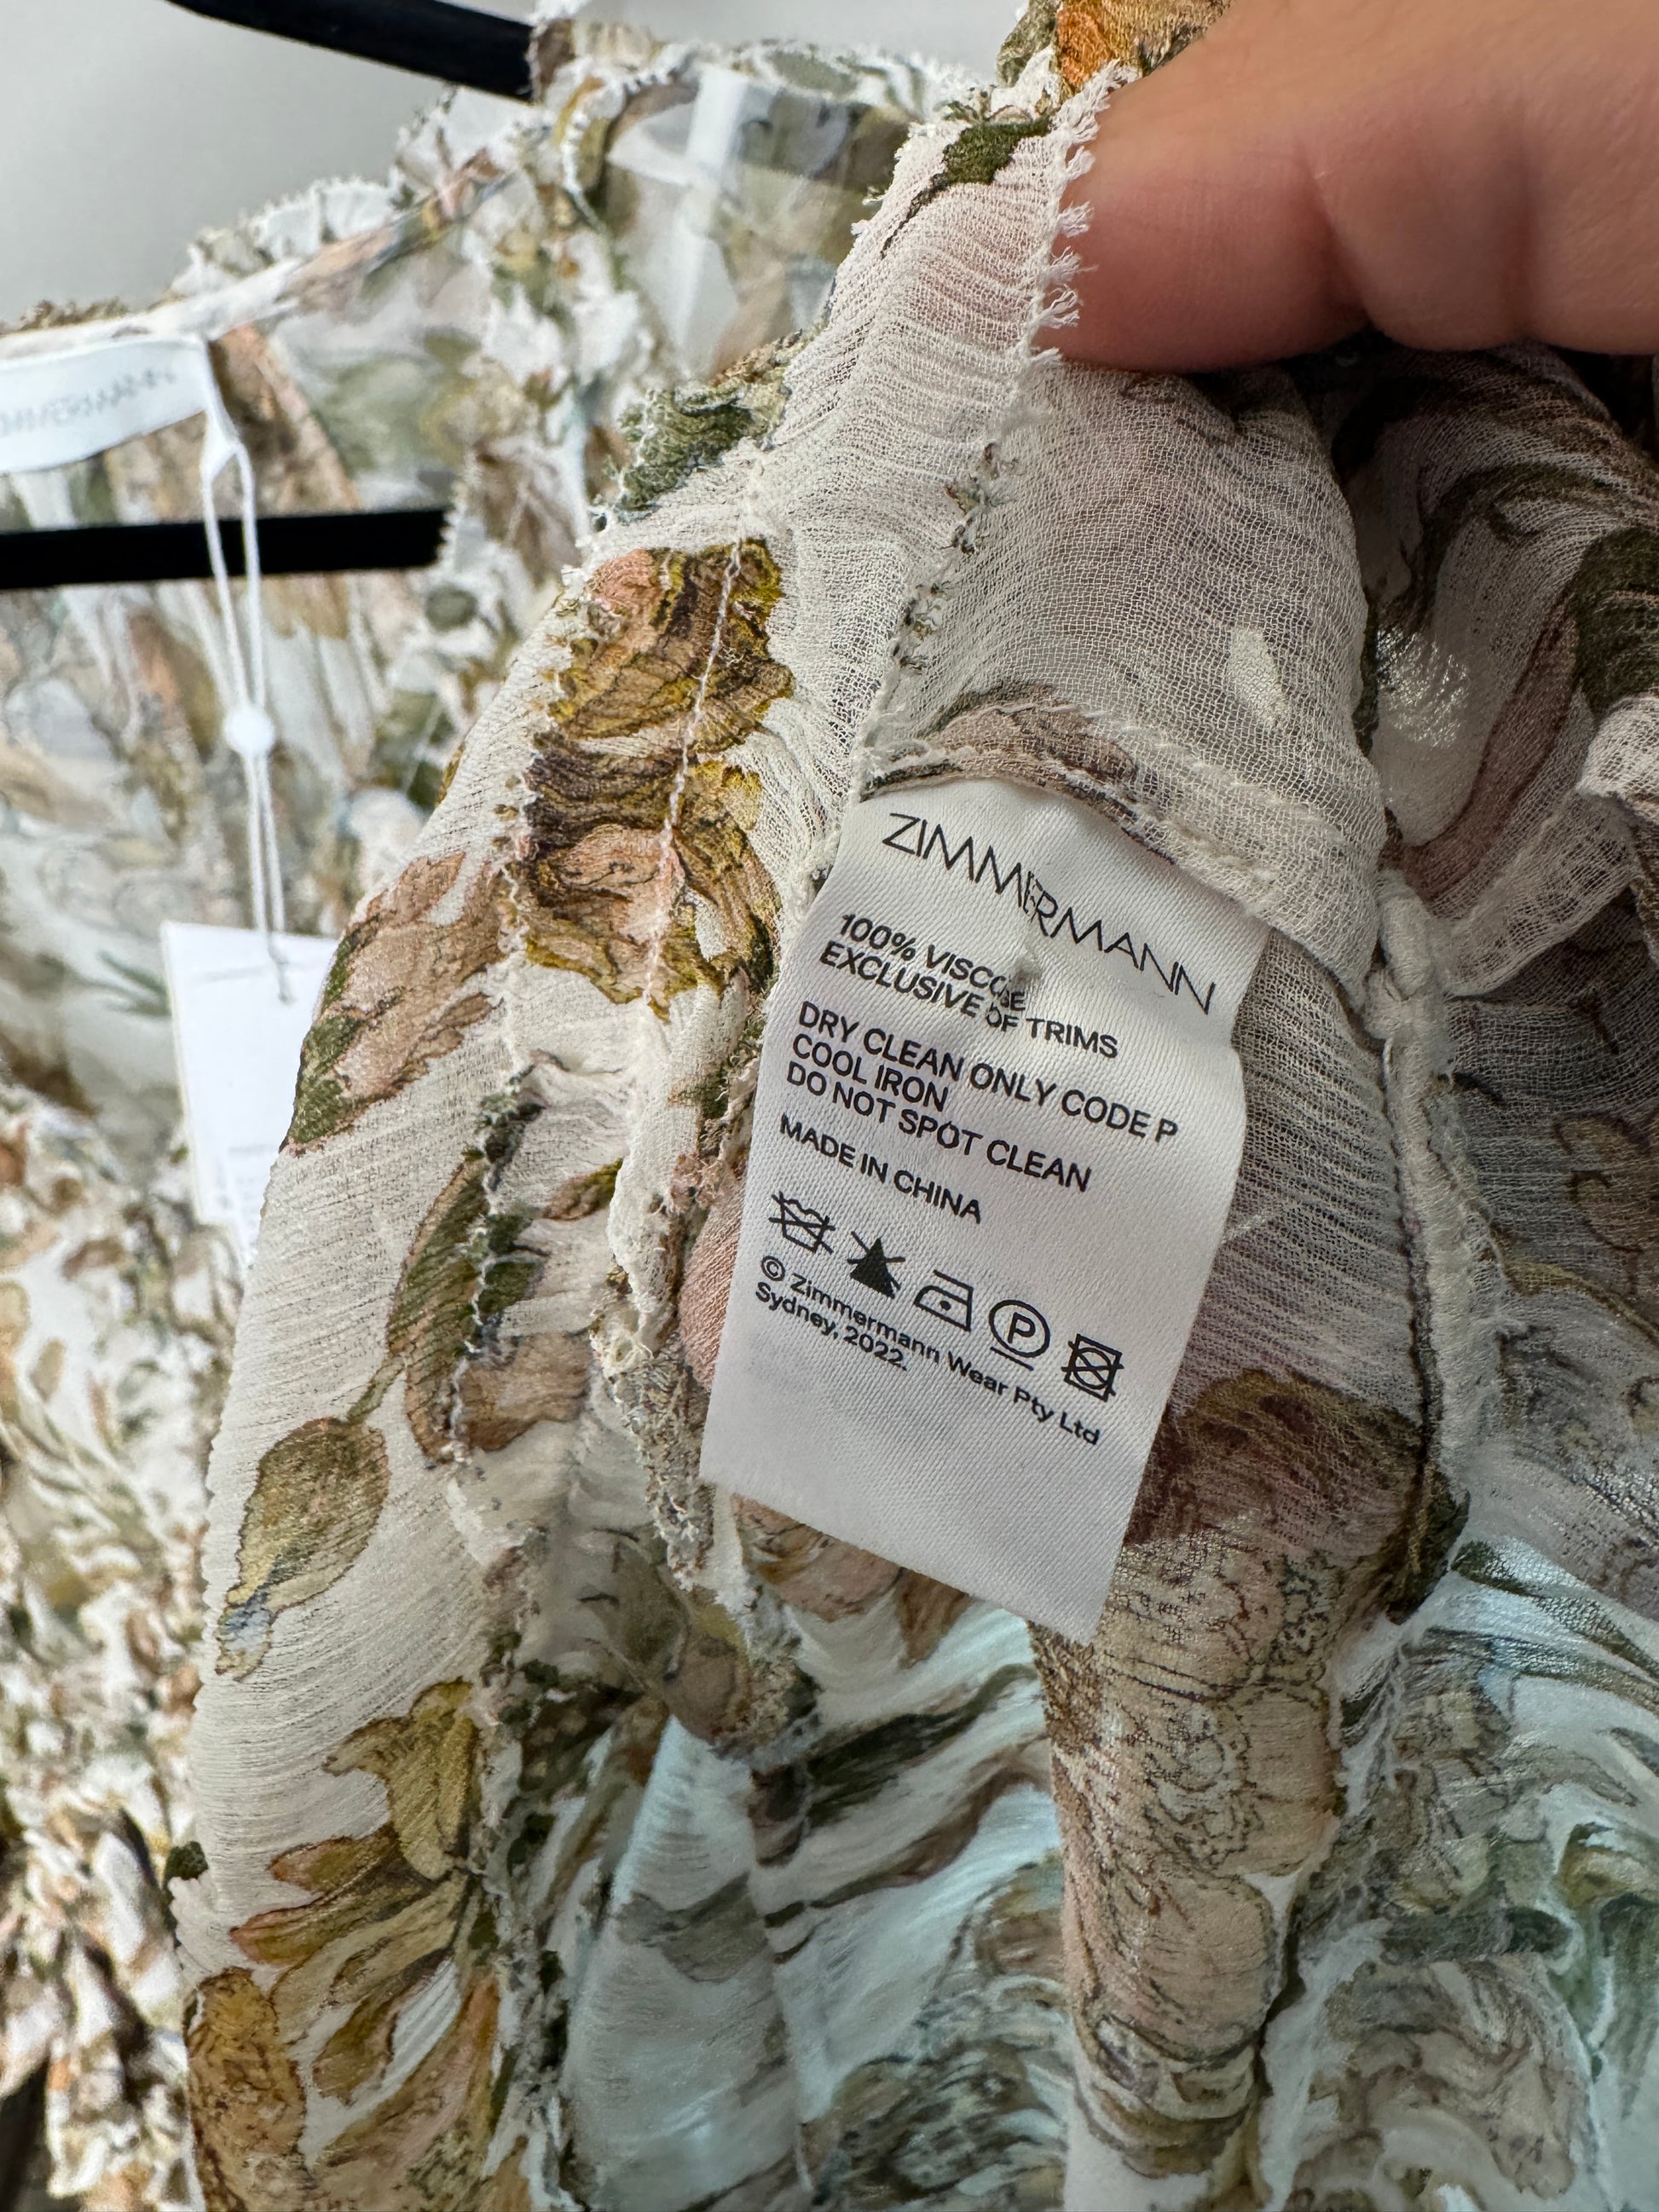 ZIMMERMANN
100% VISCOSE
EXCLUSIVE OF TRIMS
DRY CLEAN ONLY CODE P
COOL IRON
DO NOT SPOT CLEAN
MADE IN CHINA
P
© Zimmermann Wear Pty Ltd
Sydney, 2022.